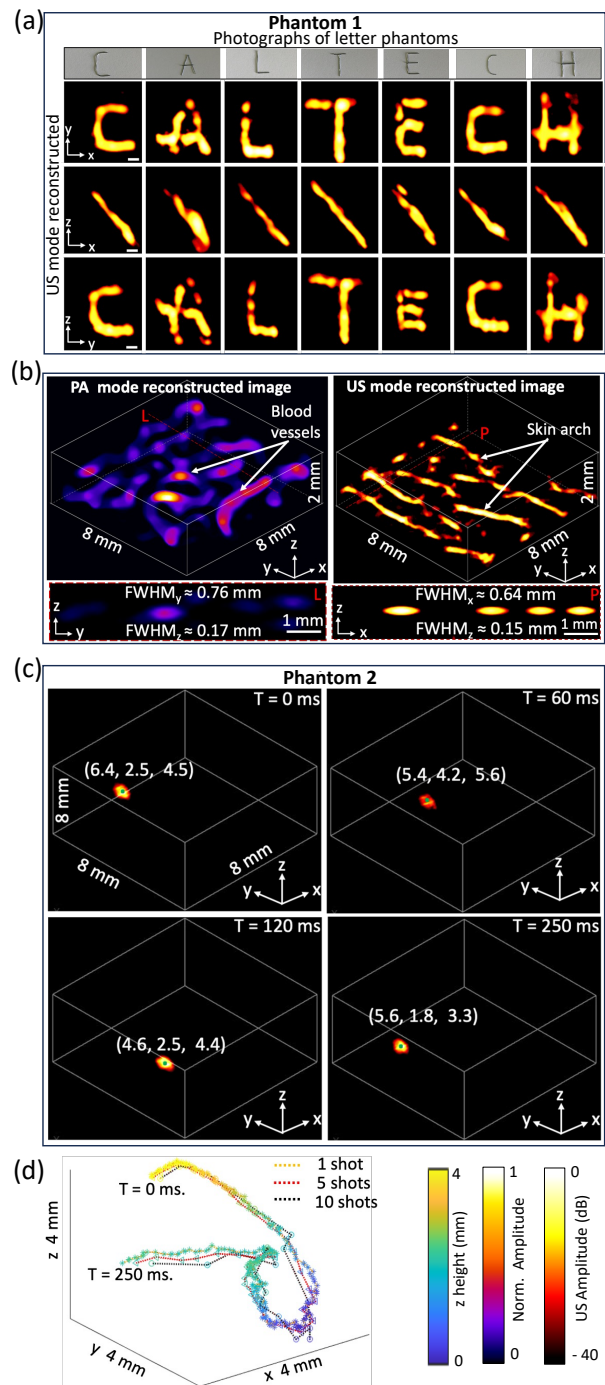 (a)
Phantom 1
Photographs of letter phantoms
C A L T E C H
US mode reconstructed
C A L T E C H
y
x
z
x
C A L T E C H
z
y
(b)
PA mode reconstructed image
US mode reconstructed image
L
Blood vessels
P
Skin arch
2 mm
8 mm
8 mm
8 mm
z
y x
z
y x
FWHMy ≈ 0.76 mm
L
FWHMx ≈ 0.64 mm
P
z
y
FWHMz ≈ 0.17 mm
1 mm
z
x
FWHMz ≈ 0.15 mm
1 mm
(c)
Phantom 2
T = 0 ms
T = 60 ms
(6.4, 2.5, 4.5)
(5.4, 4.2, 5.6)
8 mm
8 mm
8 mm
z
y x
z
y x
T = 120 ms
T = 250 ms
(4.6, 2.5, 4.4)
(5.6, 1.8, 3.3)
z
y x
z
y x
(d)
1 shot
5 shots
10 shots
T = 0 ms.
T = 250 ms.
z 4 mm
y 4 mm
x 4 mm
4
z height (mm)
0
1
Norm. Amplitude
0
0
US Amplitude (dB)
- 40